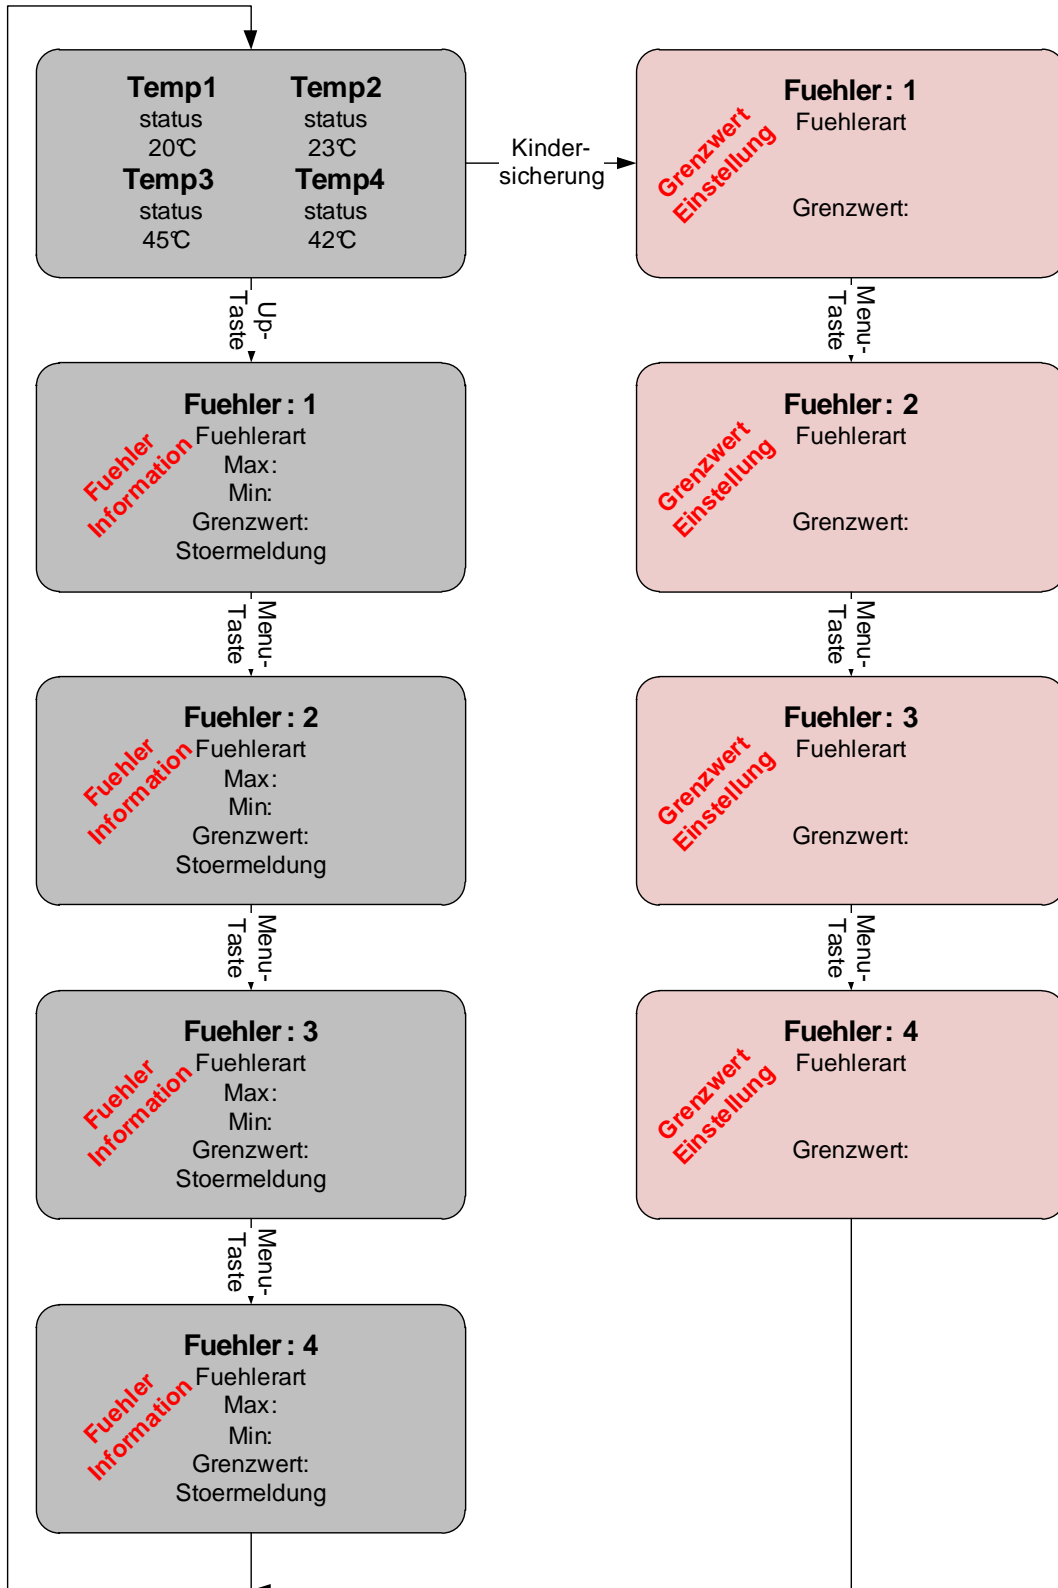 Temp1 Temp2
status status
20°C 23°C
Temp3 Temp4
status status
45°C 42°C
Kinder-
sicherung
Fuehler: 1
Fuehlerart
Grenzwert:
Grenzwert
Einstellung
Up-
Taste
Menu-
Taste
Fuehler: 1
Fuehlerart
Max:
Min:
Grenzwert:
Stoermeldung
Fuehler
Information
Fuehler: 2
Fuehlerart
Grenzwert:
Grenzwert
Einstellung
Menu-
Taste
Menu-
Taste
Fuehler: 2
Fuehlerart
Max:
Min:
Grenzwert:
Stoermeldung
Fuehler
Information
Fuehler: 3
Fuehlerart
Grenzwert:
Grenzwert
Einstellung
Menu-
Taste
Menu-
Taste
Fuehler: 3
Fuehlerart
Max:
Min:
Grenzwert:
Stoermeldung
Fuehler
Information
Fuehler: 4
Fuehlerart
Grenzwert:
Grenzwert
Einstellung
Menu-
Taste
Fuehler: 4
Fuehlerart
Max:
Min:
Grenzwert:
Stoermeldung
Fuehler
Information